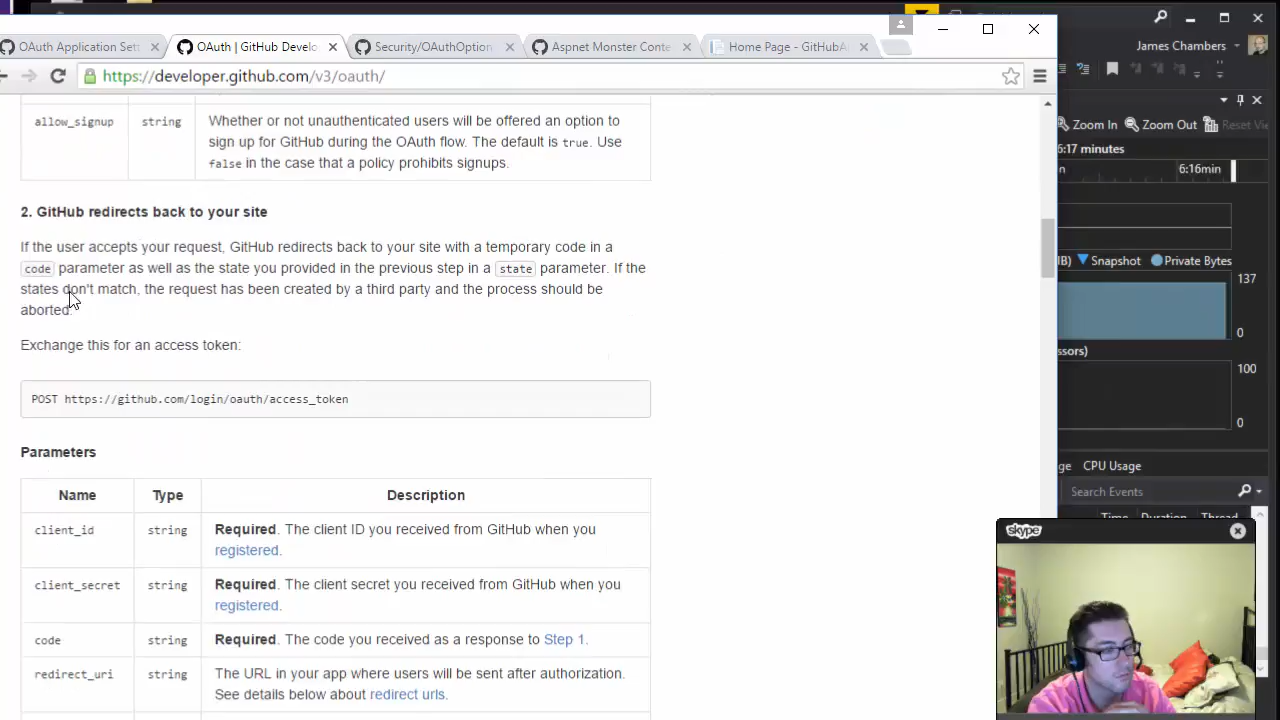 James Chambers
OAuth Application Set
OAuth | GitHub Develo
Security/OAuthOption
Aspnet Monster Conte
Home Page - GitHubA
https://developer.github.com/v3/oauth/
Zoom In
Zoom Out
Reset Vie
6:17 minutes
6:16min
allow_signup
string
Whether or not unauthenticated users will be offered an option to
sign up for GitHub during the OAuth flow. The default is true. Use
false in the case that a policy prohibits signups.
2. GitHub redirects back to your site
If the user accepts your request, GitHub redirects back to your site with a temporary code in a
code parameter as well as the state you provided in the previous step in a state parameter. If the
states don't match, the request has been created by a third party and the process should be
aborted.
Exchange this for an access token:
POST https://github.com/login/oauth/access_token
Parameters
Name Type Description
client_id string Required. The client ID you received from GitHub when you
registered.
client_secret string Required. The client secret you received from GitHub when you
registered.
code string Required. The code you received as a response to Step 1.
redirect_uri string The URL in your app where users will be sent after authorization.
See details below about redirect urls.
B)
Snapshot
Private Bytes
137
0
ssors)
100
0
ge
CPU Usage
Search Events
Time Duration Thread
skype